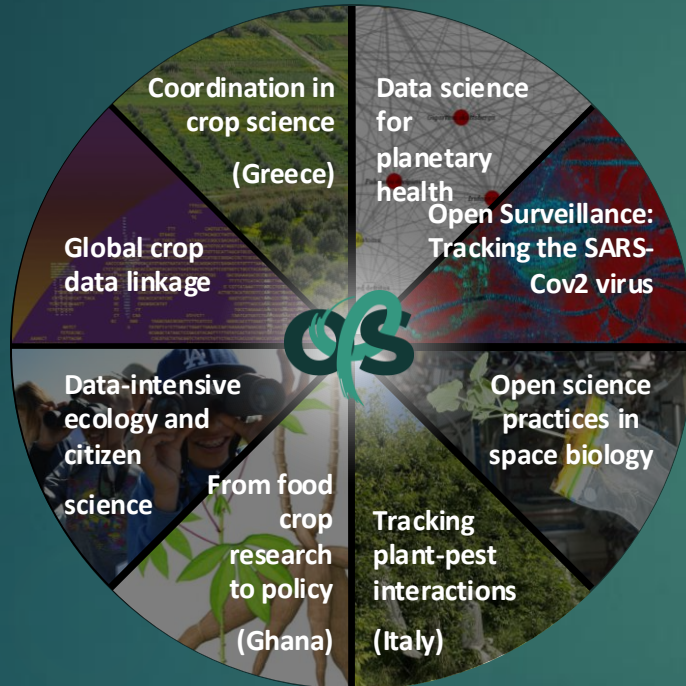 Coordination in
crop science
(Greece)
Data science
for
planetary
health
Open Surveillance:
Tracking the SARS-
Cov2 virus
Open science
practices in
space biology
Tracking
plant-pest
interactions
(Italy)
From food
crop
research
to policy
(Ghana)
Data-intensive
ecology and
citizen
science
Global crop
data linkage